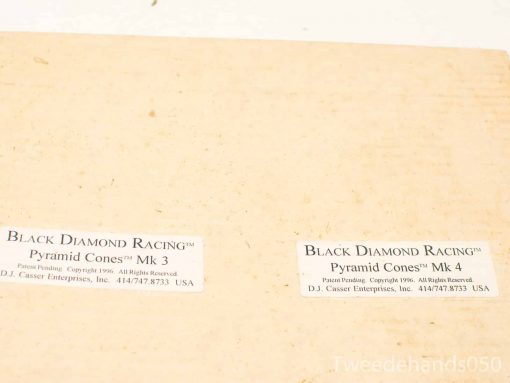 BLACK DIAMOND RACING™
Pyramid Cones™ Mk 3
Patent Pending. Copyright 1996. All Rights Reserved.
D.J. Casser Enterprises, Inc. 414/747.8733 USA
BLACK DIAMOND RACING™
Pyramid Cones™ Mk 4
Patent Pending. Copyright 1996. All Rights Reserved.
D.J. Casser Enterprises, Inc. 414/747.8733 USA
Tweedehands050